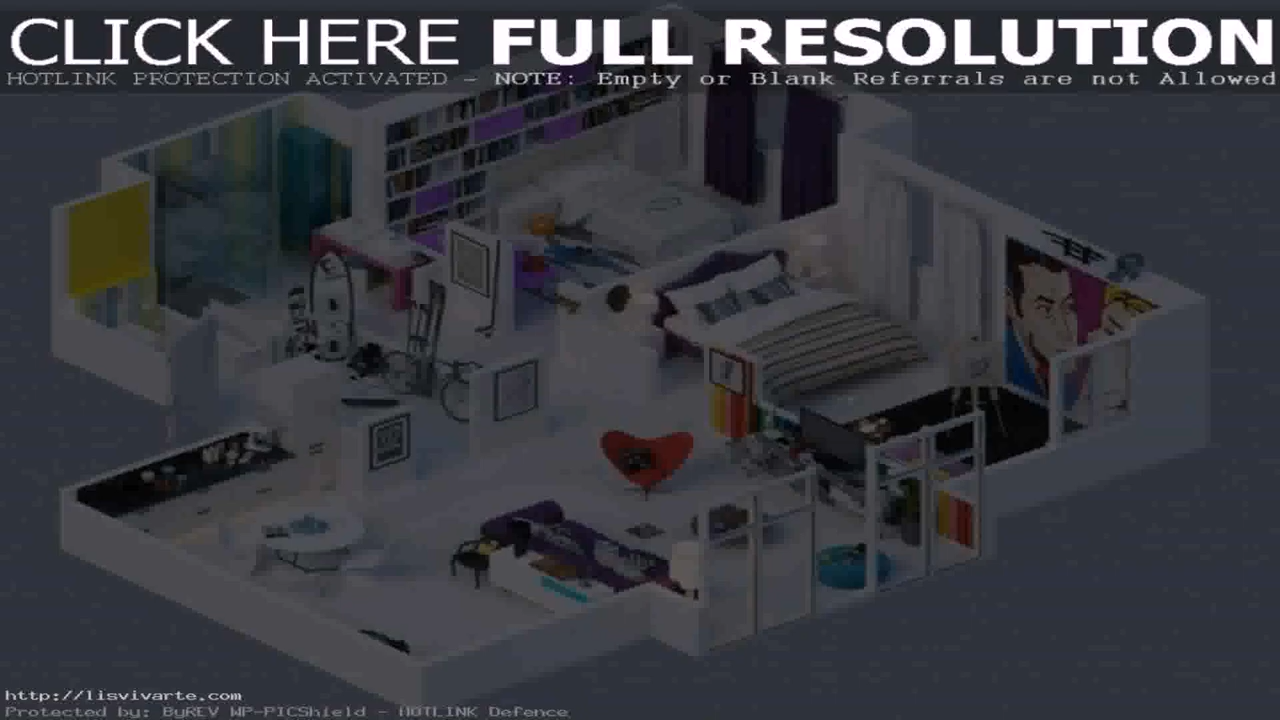 CLICK HERE FULL RESOLUTION
HOTLINK PROTECTION ACTIVATED - NOTE: Empty or Blank Referrals are not Allowed
http://lisvivarte.com
Protected by: ByREV WP-PICShield - HOTLINK Defence